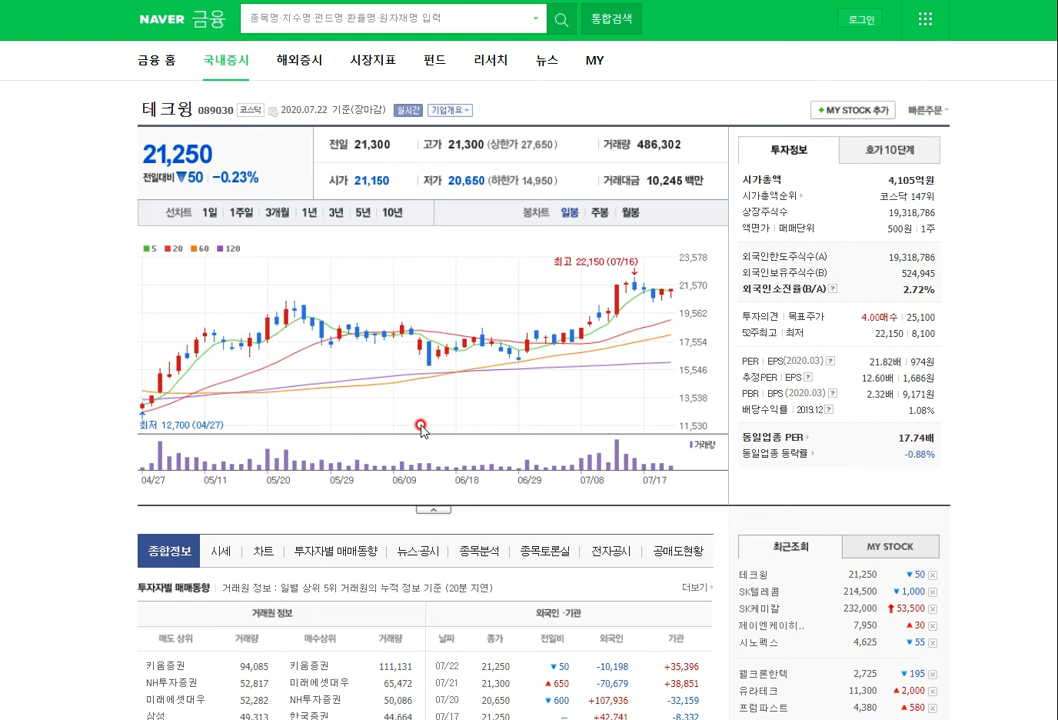 NAVER 금융 종목명·지수명·펀드명·환율명·원자재명 입력 통합검색 로그인
금융 홈 국내증시 해외증시 시장지표 펀드 리서치 뉴스 MY
테크윙 089030 코스닥 2020.07.22 기준(장마감) 실시간 기업개요 + MY STOCK 추가 빠른주문
21,250
전일대비 ▼50 -0.23%
전일 21,300 고가 21,300 (상한가 27,650) 거래량 486,302
시가 21,150 저가 20,650 (하한가 14,950) 거래대금 10,245 백만
선차트 1일 1주일 3개월 1년 3년 5년 10년 봉차트 일봉 주봉 월봉
5 20 60 120
최고 22,150 (07/16)
23,578
21,570
19,562
17,554
15,546
13,538
11,530
최저 12,700 (04/27)
거래량
04/27 05/11 05/20 05/29 06/09 06/18 06/29 07/08 07/17
투자정보 호가 10단계
시가총액 4,105억원
시가총액순위 코스닥 147위
상장주식수 19,318,786
액면가 매매단위 500원 1주
외국인한도주식수(A) 19,318,786
외국인보유주식수(B) 524,945
외국인소진율(B/A) ? 2.72%
투자의견 목표주가 4.00매수 25,100
52주최고 최저 22,150 8,100
PER EPS(2020.03) ? 21.82배 974원
추정PER EPS ? 12.60배 1,686원
PBR BPS (2020.03) ? 2.32배 9,171원
배당수익률 2019.12 ? 1.08%
동일업종 PER 17.74배
동일업종 등락률 -0.88%
종합정보 시세 차트 투자자별 매매동향 뉴스·공시 종목분석 종목토론실 전자공시 공매도현황
투자자별 매매동향 거래원 정보 : 일별 상위 5위 거래원의 누적 정보 기준 (20분 지연) 더보기
거래원 정보 외국인·기관
매도 상위 거래량 매수상위 거래량 날짜 종가 전일비 외국인 기관
키움증권 94,085 키움증권 111,131 07/22 21,250 ▼ 50 -10,198 +35,396
NH투자증권 52,817 미래에셋대우 65,472 07/21 21,300 ▲ 650 -70,679 +38,851
미래에셋대우 52,282 NH투자증권 50,086 07/20 20,650 ▼ 600 +107,936 -32,159
삼성 49,313 한국증권 44,664 07/17 21,250 – +42,741 -8,332
최근조회 MY STOCK
테크윙 21,250 ▼ 50
SK텔레콤 214,500 ▼ 1,000
SK케미칼 232,000 ↑ 53,500
제이엔케이히.. 7,950 ▲ 30
시노펙스 4,625 ▼ 55
웰크론한텍 2,725 ▼ 195
유라테크 11,300 ▲ 2,000
프럼파스트 4,380 ▲ 580